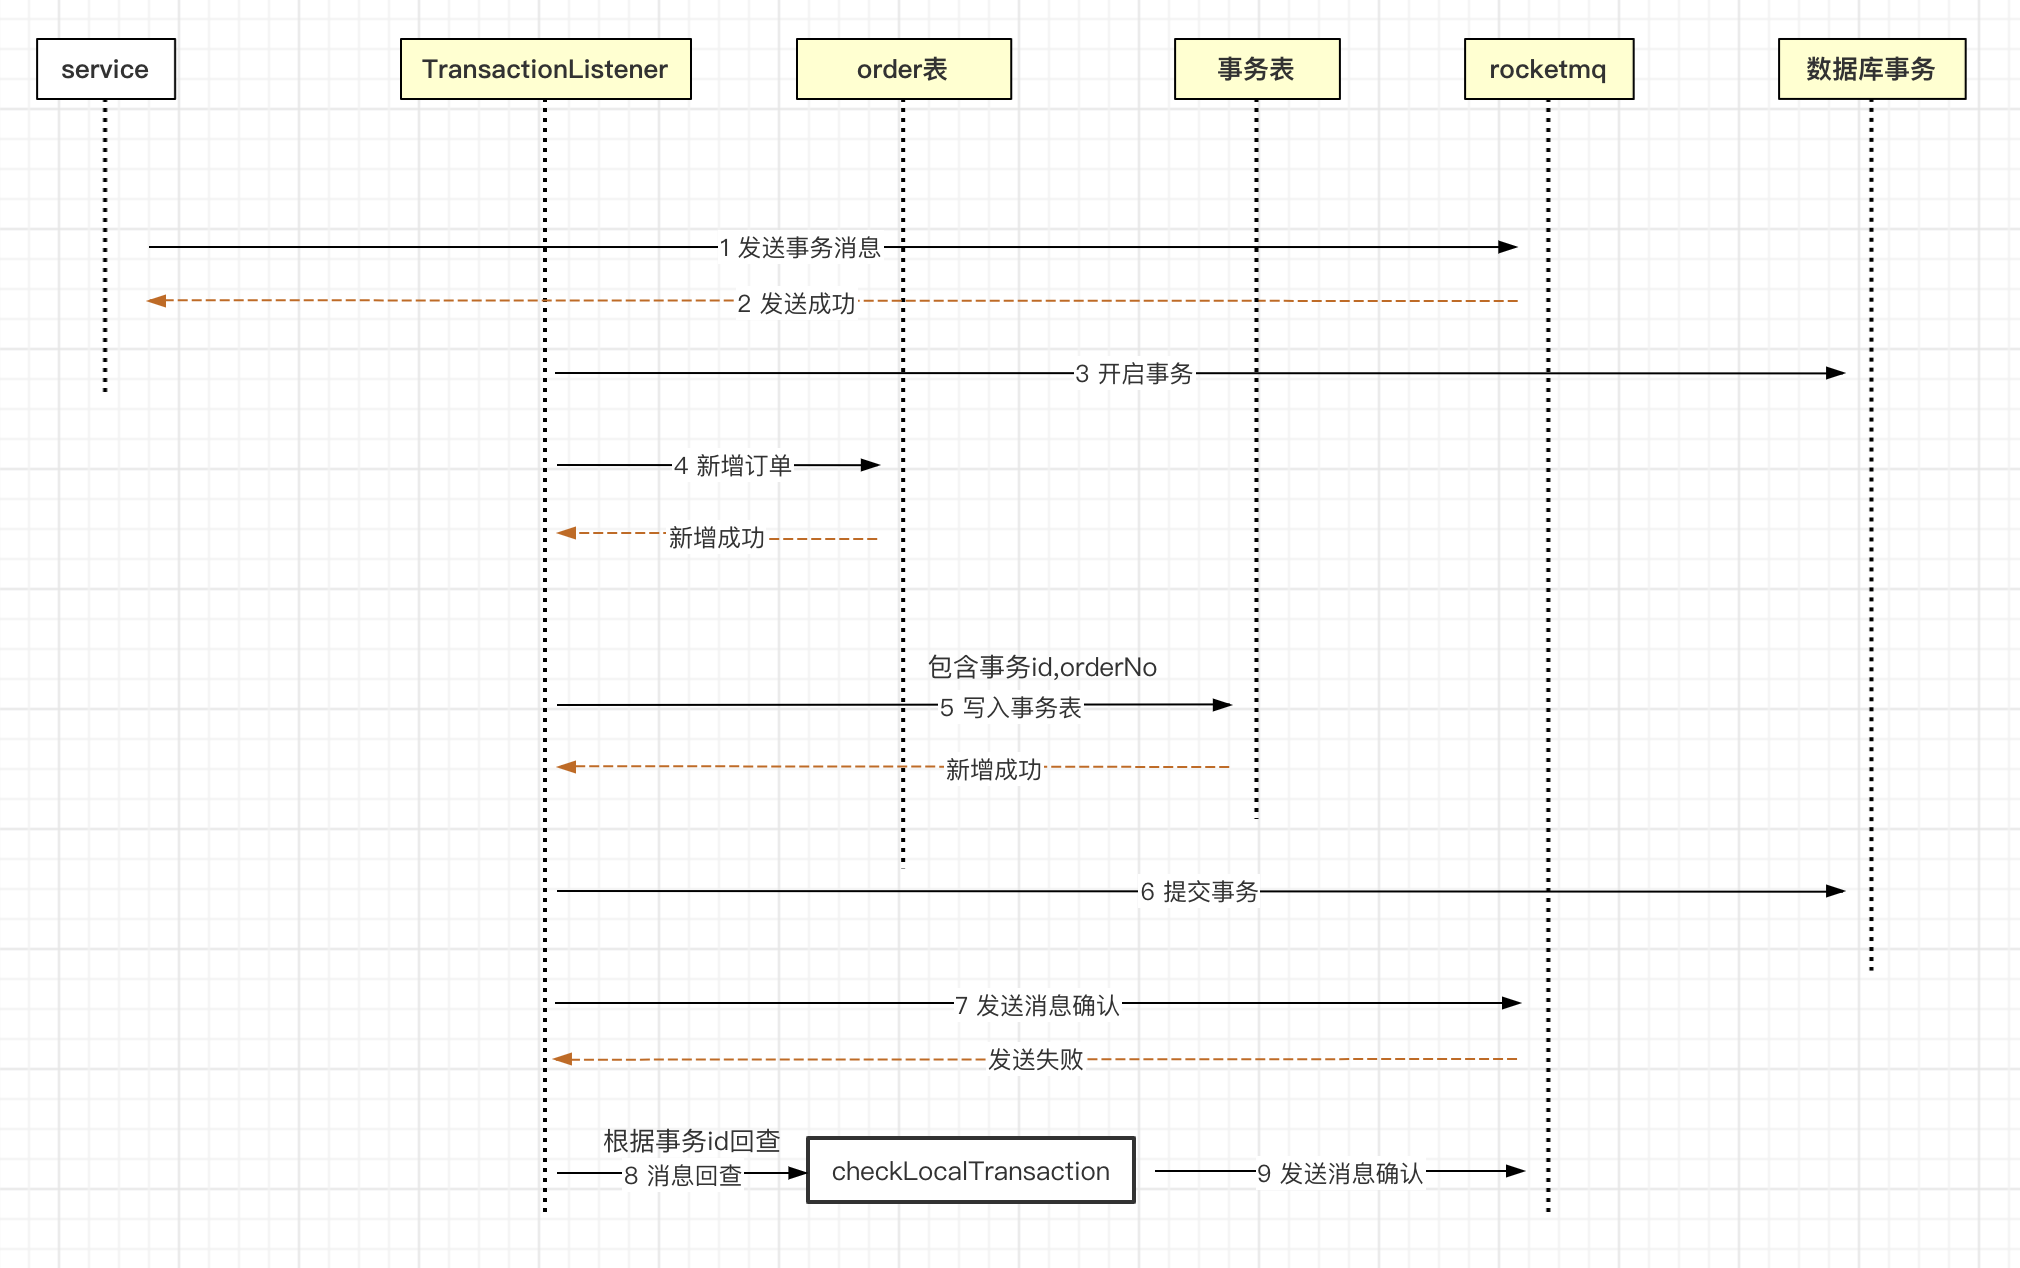 service
TransactionListener
order表
事务表
rocketmq
数据库事务
1 发送事务消息
2 发送成功
3 开启事务
4 新增订单
新增成功
包含事务id,orderNo
5 写入事务表
新增成功
6 提交事务
7 发送消息确认
发送失败
根据事务id回查
8 消息回查
checkLocalTransaction
9 发送消息确认